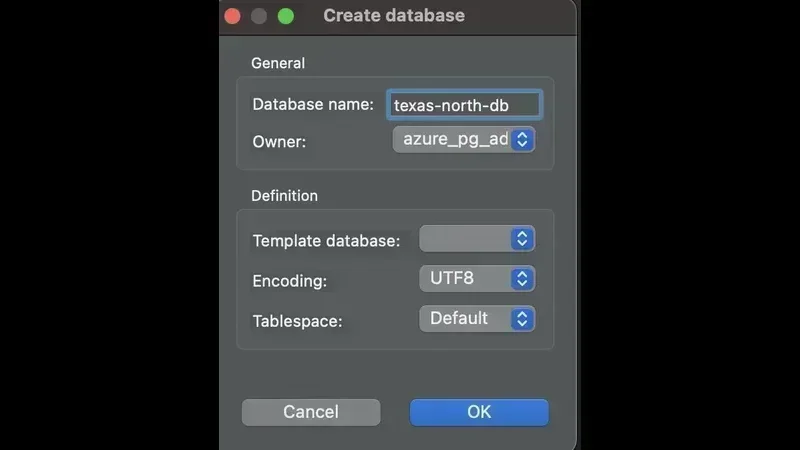 Create database
General
Database name: texas-north-db
Owner: azure_pg_ad
Definition
Template database:
Encoding: UTF8
Tablespace: Default
Cancel OK